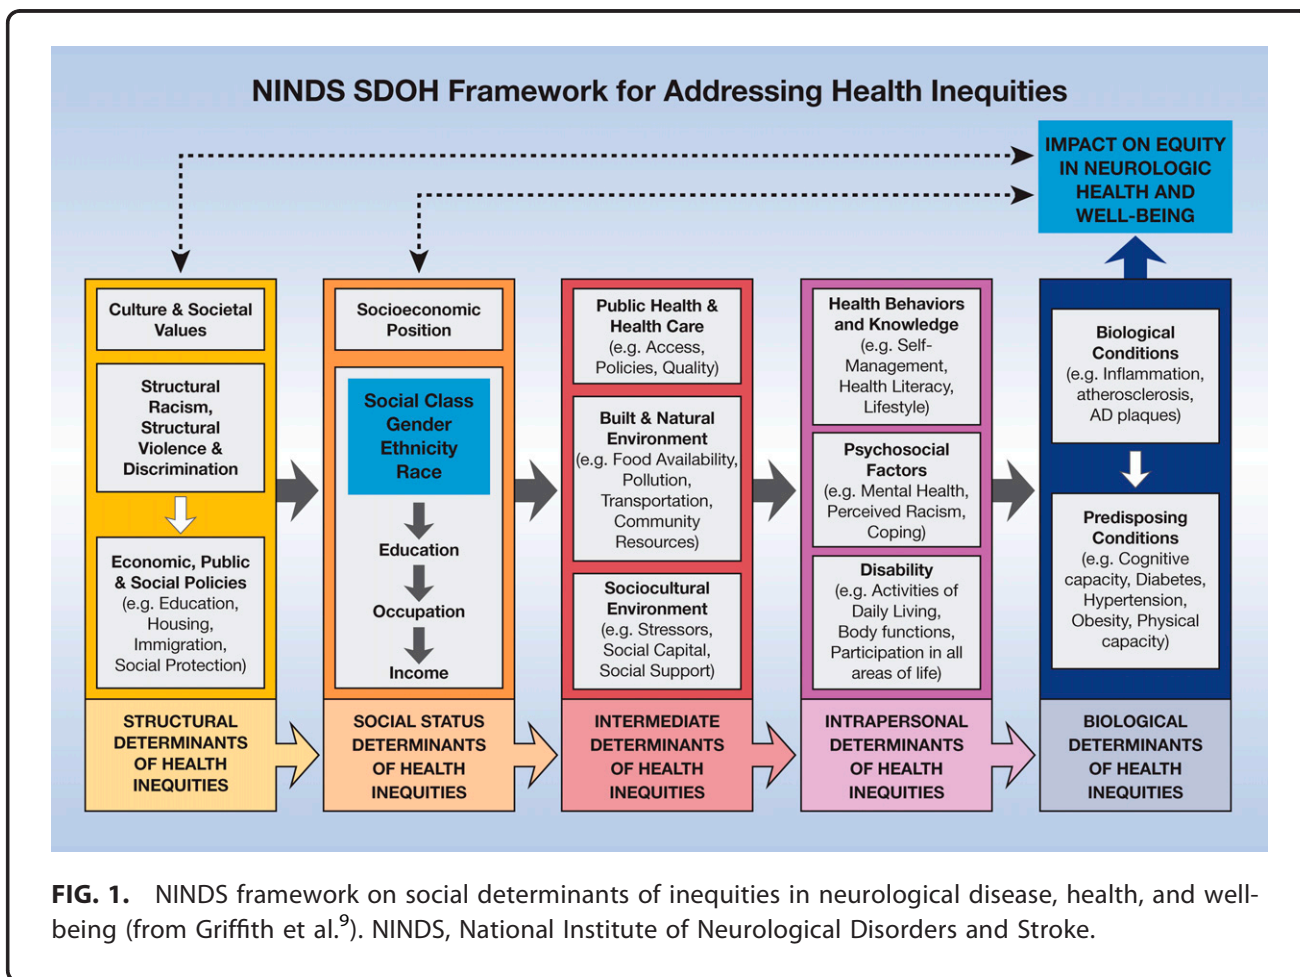 NINDS SDOH Framework for Addressing Health Inequities
IMPACT ON EQUITY
IN NEUROLOGIC
HEALTH AND
WELL-BEING
Culture & Societal
Values
Structural
Racism,
Structural
Violence &
Discrimination
Economic, Public
& Social Policies
(e.g. Education,
Housing,
Immigration,
Social Protection)
STRUCTURAL
DETERMINANTS
OF HEALTH
INEQUITIES
Socioeconomic
Position
Social Class
Gender
Ethnicity
Race
Education
Occupation
Income
SOCIAL STATUS
DETERMINANTS
OF HEALTH
INEQUITIES
Public Health &
Health Care
(e.g. Access,
Policies, Quality)
Built & Natural
Environment
(e.g. Food Availability,
Pollution,
Transportation,
Community
Resources)
Sociocultural
Environment
(e.g. Stressors,
Social Capital,
Social Support)
INTERMEDIATE
DETERMINANTS
OF HEALTH
INEQUITIES
Health Behaviors
and Knowledge
(e.g. Self-
Management,
Health Literacy,
Lifestyle)
Psychosocial
Factors
(e.g. Mental Health,
Perceived Racism,
Coping)
Disability
(e.g. Activities of
Daily Living,
Body functions,
Participation in all
areas of life)
INTRAPERSONAL
DETERMINANTS
OF HEALTH
INEQUITIES
Biological
Conditions
(e.g. Inflammation,
atherosclerosis,
AD plaques)
Predisposing
Conditions
(e.g. Cognitive
capacity, Diabetes,
Hypertension,
Obesity, Physical
capacity)
BIOLOGICAL
DETERMINANTS
OF HEALTH
INEQUITIES
FIG. 1. NINDS framework on social determinants of inequities in neurological disease, health, and well-
being (from Griffith et al.⁹). NINDS, National Institute of Neurological Disorders and Stroke.